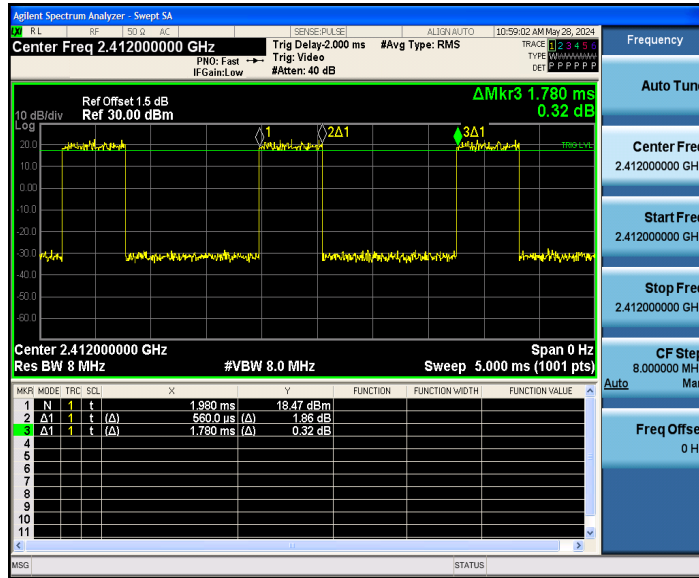 Agilent Spectrum Analyzer - Swept SA
RL RF 50 Ω AC SENSE:PULSE ALIGN AUTO 10:59:02 AM May 28, 2024
Center Freq 2.412000000 GHz
PNO: Fast
IFGain:Low
Trig Delay-2.000 ms
Trig: Video
#Atten: 40 dB
#Avg Type: RMS
TRACE 1 2 3 4 5 6
TYPE W
DET P P P P P P
Ref Offset 1.5 dB
10 dB/div Ref 30.00 dBm
Log
ΔMkr3 1.780 ms
0.32 dB
1
2Δ1
3Δ1
TRIG LVL
20.0
10.0
0.00
-10.0
-20.0
-30.0
-40.0
-50.0
-60.0
Center 2.412000000 GHz Span 0 Hz
Res BW 8 MHz #VBW 8.0 MHz Sweep 5.000 ms (1001 pts)
MKR MODE TRC SCL X Y FUNCTION FUNCTION WIDTH FUNCTION VALUE
1 N 1 t 1.980 ms 18.47 dBm
2 Δ1 1 t (Δ) 560.0 µs (Δ) 1.86 dB
3 Δ1 1 t (Δ) 1.780 ms (Δ) 0.32 dB
4
5
6
7
8
9
10
11
MSG STATUS
Frequency
Auto Tun
Center Fre
2.412000000 GH
Start Fre
2.412000000 GH
Stop Fre
2.412000000 GH
CF Step
8.000000 MH
Auto Ma
Freq Offse
0 H